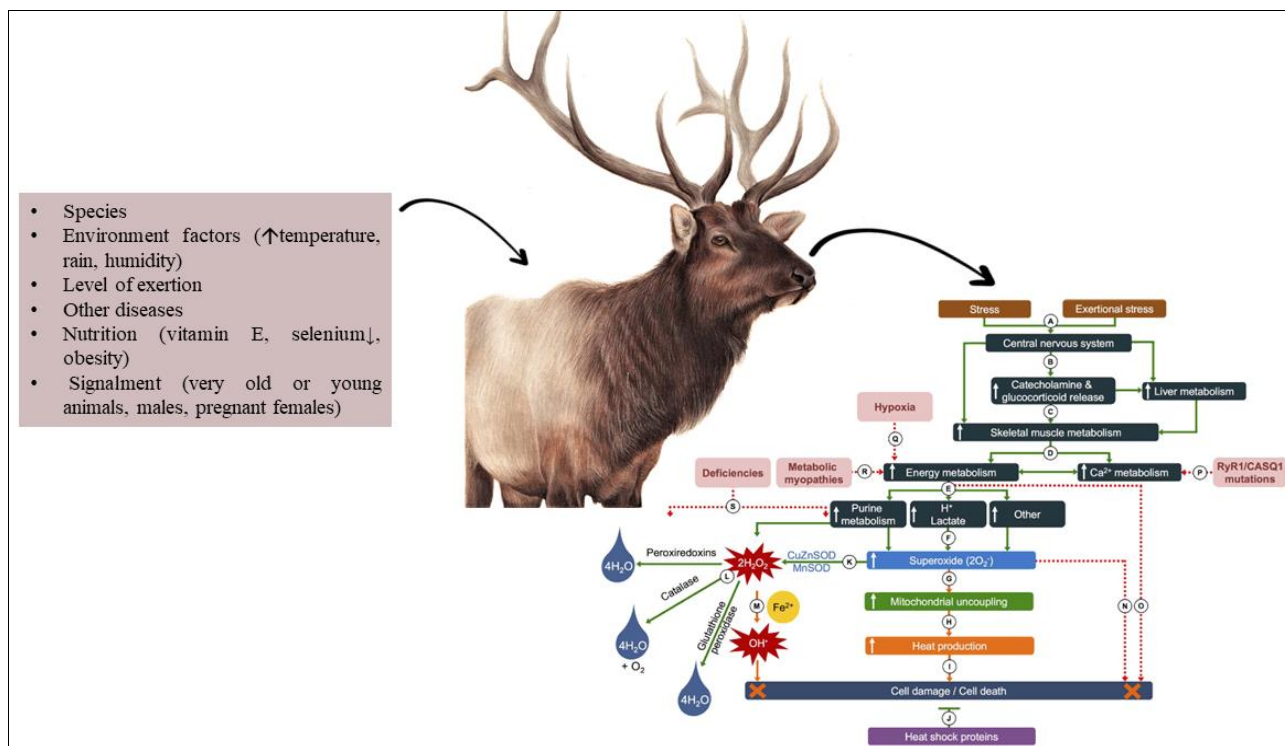 • Species
• Environment factors (↑temperature,
rain, humidity)
• Level of exertion
• Other diseases
• Nutrition (vitamin E, selenium↓,
obesity)
• Signalment (very old or young
animals, males, pregnant females)
Stress
Exertional stress
A
Central nervous system
B
↑ Catecholamine &
glucocorticoid release
↑ Liver metabolism
C
↑ Skeletal muscle metabolism
D
Hypoxia
Q
Deficiencies
Metabolic
myopathies
R
↑ Energy metabolism
↑ Ca²⁺ metabolism
P
RyR1/CASQ1
mutations
E
S
↑ Purine
metabolism
↑ H⁺
Lactate
↑ Other
F
Peroxiredoxins
4H₂O
2H₂O₂
CuZnSOD
MnSOD
K
↑ Superoxide (2O₂⁻)
L
G
Catalase
4H₂O
+ O₂
Glutathione
peroxidase
4H₂O
M
Fe²⁺
↑ Mitochondrial uncoupling
N
O
H
OH•
↑ Heat production
I
Cell damage / Cell death
J
Heat shock proteins